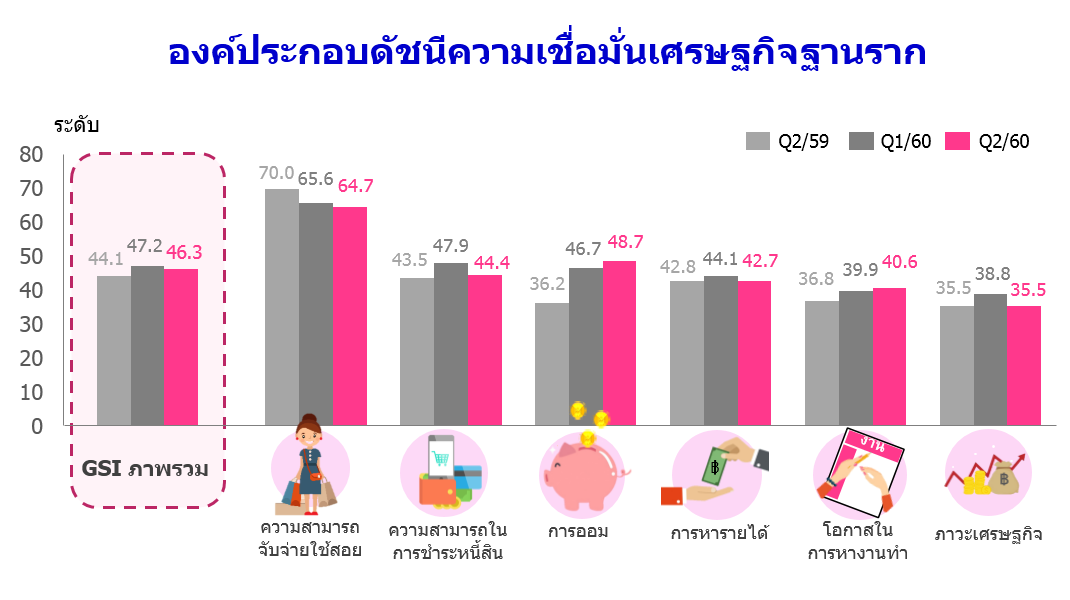 องค์ประกอบดัชนีความเชื่อมั่นเศรษฐกิจฐานราก
ระดับ
Q2/59 Q1/60 Q2/60
80
70
60
50
40
30
20
10
0
44.1 47.2 46.3
70.0 65.6 64.7
43.5 47.9 44.4
36.2 46.7 48.7
42.8 44.1 42.7
36.8 39.9 40.6
35.5 38.8 35.5
GSI ภาพรวม
ความสามารถ
จับจ่ายใช้สอย
ความสามารถใน
การชำระหนี้สิน
การออม
฿
การหารายได้
งาน
โอกาสใน
การหางานทำ
฿
ภาวะเศรษฐกิจ